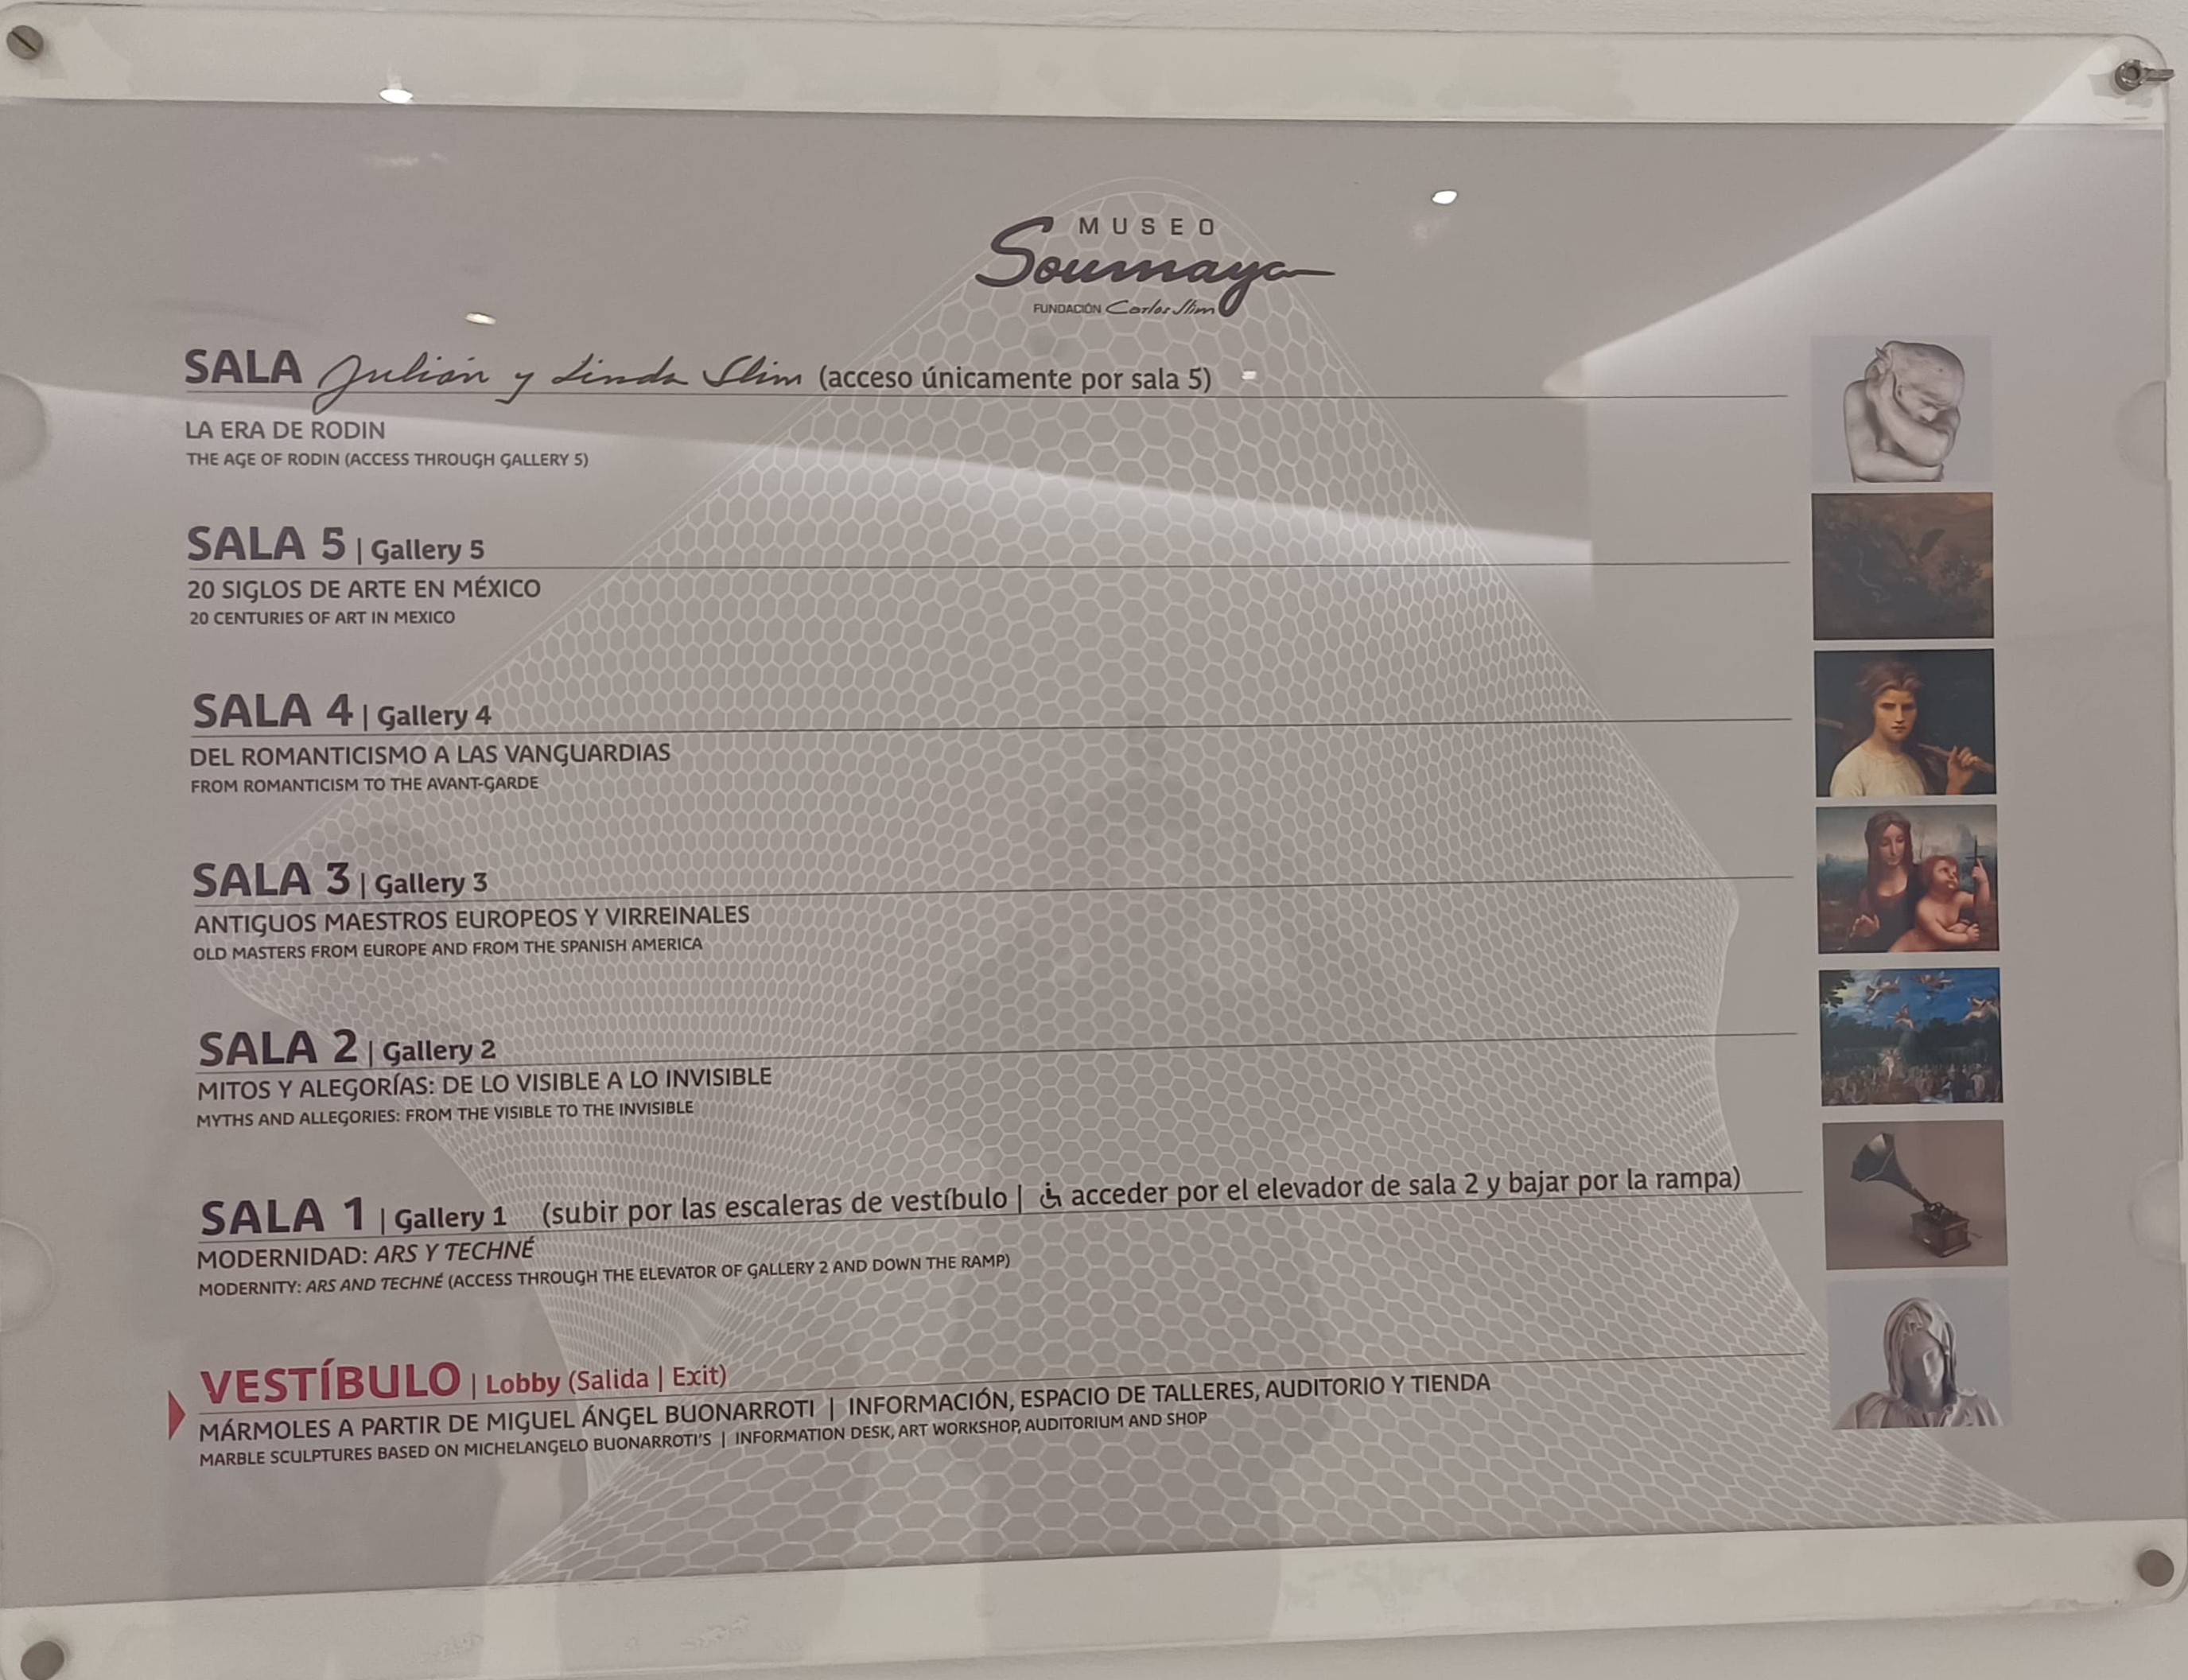 MUSEO
Soumaya
FUNDACIÓN Carlos Slim
SALA Julián y Linda Slim (acceso únicamente por sala 5)
LA ERA DE RODIN
THE AGE OF RODIN (ACCESS THROUGH GALLERY 5)
SALA 5 | Gallery 5
20 SIGLOS DE ARTE EN MÉXICO
20 CENTURIES OF ART IN MEXICO
SALA 4 | Gallery 4
DEL ROMANTICISMO A LAS VANGUARDIAS
FROM ROMANTICISM TO THE AVANT-GARDE
SALA 3 | Gallery 3
ANTIGUOS MAESTROS EUROPEOS Y VIRREINALES
OLD MASTERS FROM EUROPE AND FROM THE SPANISH AMERICA
SALA 2 | Gallery 2
MITOS Y ALEGORÍAS: DE LO VISIBLE A LO INVISIBLE
MYTHS AND ALLEGORIES: FROM THE VISIBLE TO THE INVISIBLE
SALA 1 | Gallery 1 (subir por las escaleras de vestíbulo | ♿ acceder por el elevador de sala 2 y bajar por la rampa)
MODERNIDAD: ARS Y TECHNÉ
MODERNITY: ARS AND TECHNÉ (ACCESS THROUGH THE ELEVATOR OF GALLERY 2 AND DOWN THE RAMP)
VESTÍBULO | Lobby (Salida | Exit)
MÁRMOLES A PARTIR DE MIGUEL ÁNGEL BUONARROTI | INFORMACIÓN, ESPACIO DE TALLERES, AUDITORIO Y TIENDA
MARBLE SCULPTURES BASED ON MICHELANGELO BUONARROTI'S | INFORMATION DESK, ART WORKSHOP, AUDITORIUM AND SHOP